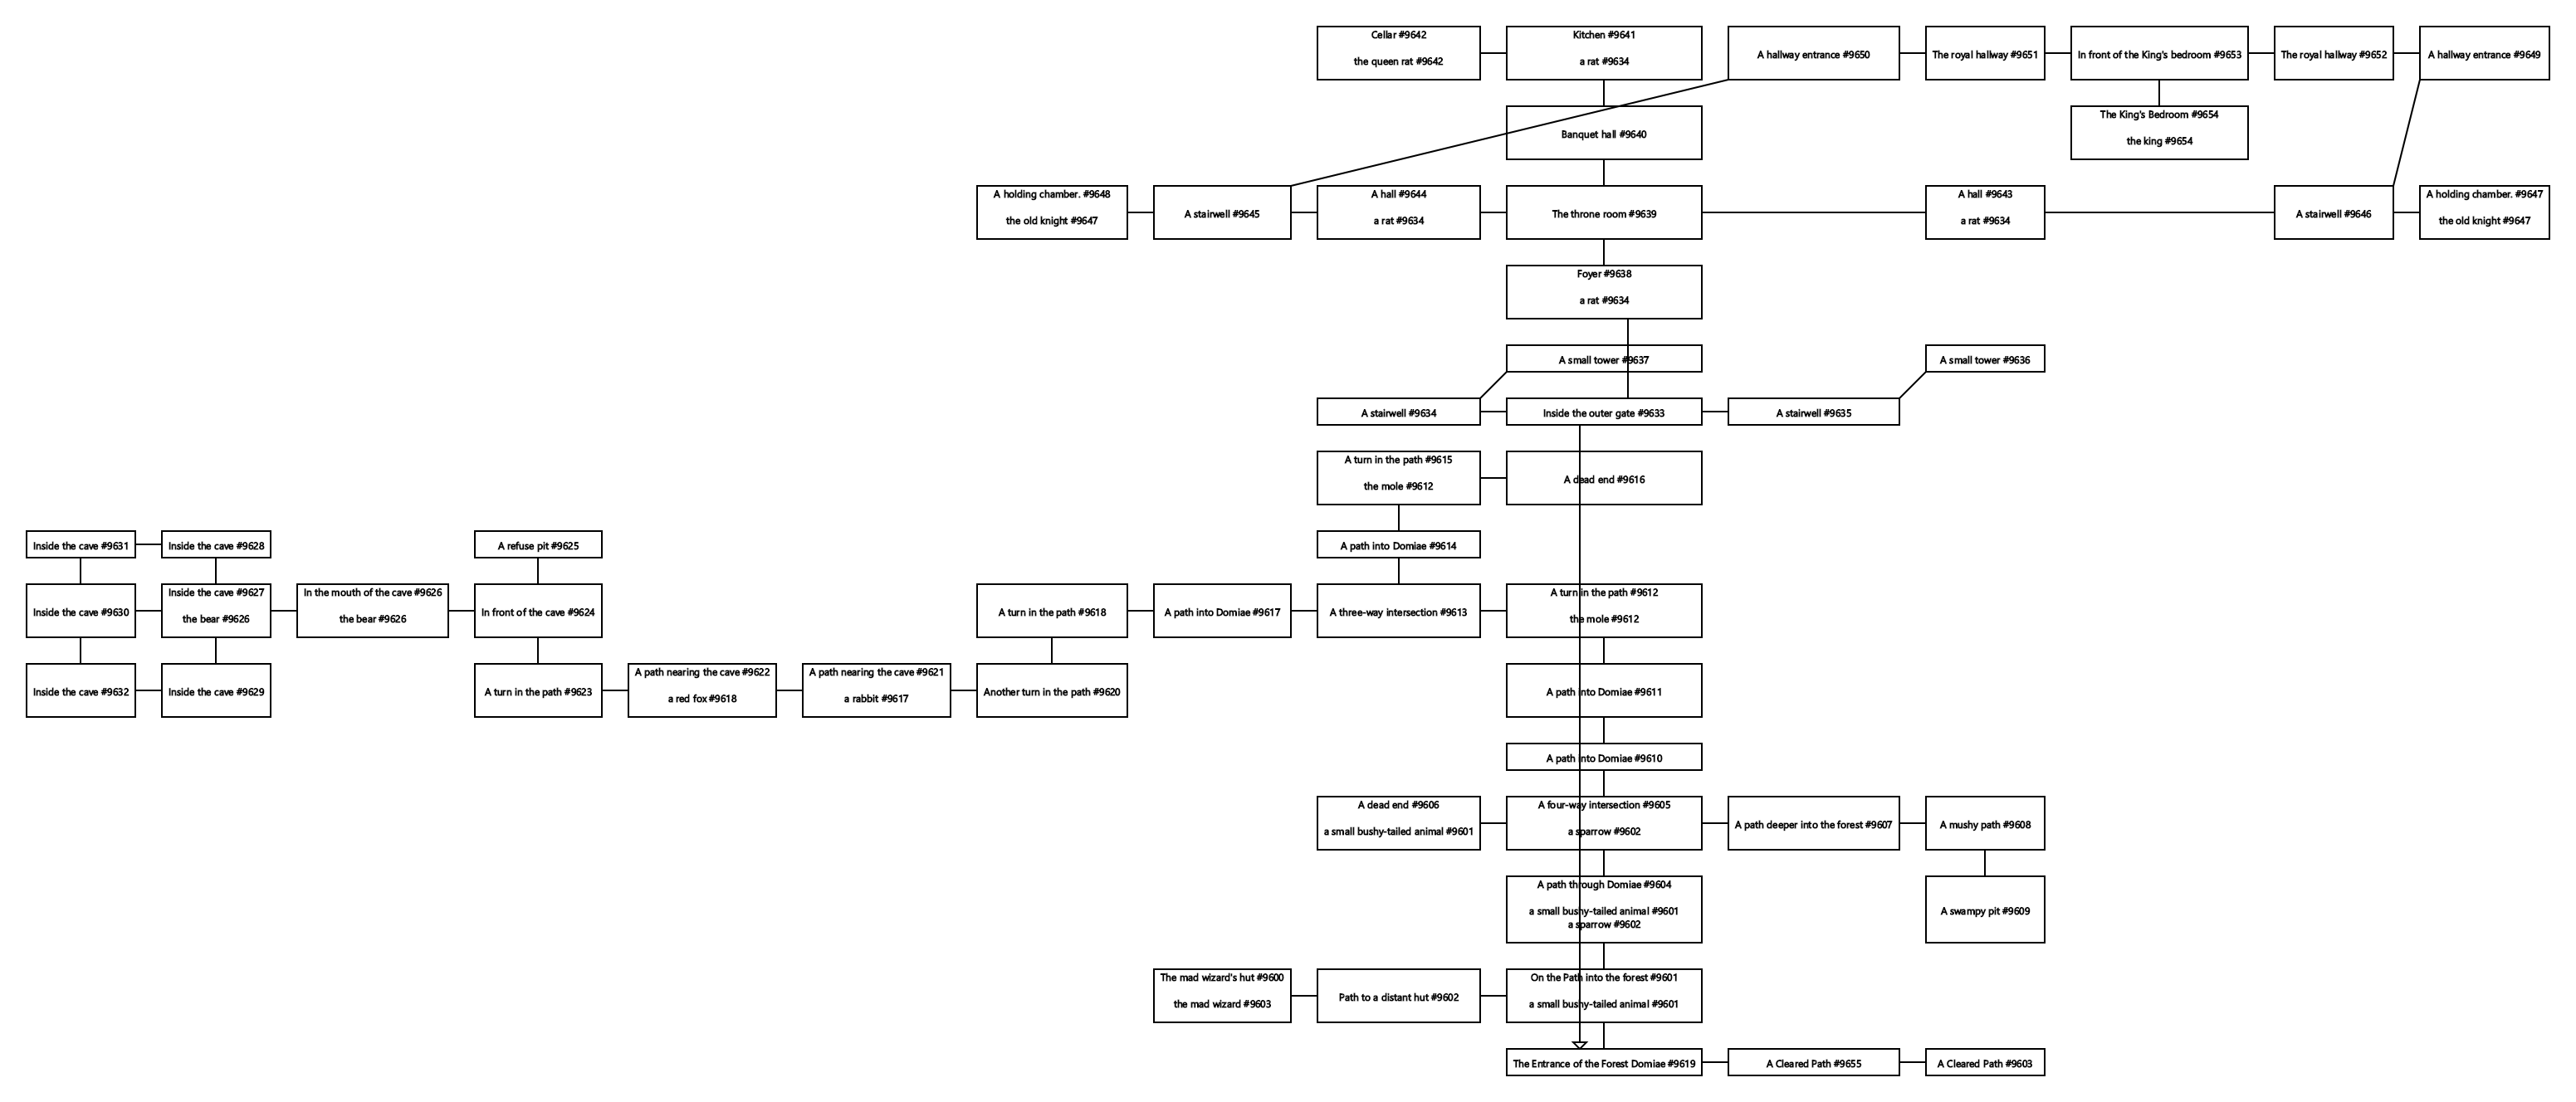 Cellar #9642
the queen rat #9642
Kitchen #9641
a rat #9634
A hallway entrance #9650
The royal hallway #9651
In front of the King's bedroom #9653
The royal hallway #9652
A hallway entrance #9649
Banquet hall #9640
The King's Bedroom #9654
the king #9654
A holding chamber. #9648
the old knight #9647
A stairwell #9645
A hall #9644
a rat #9634
The throne room #9639
A hall #9643
a rat #9634
A stairwell #9646
A holding chamber. #9647
the old knight #9647
Foyer #9638
a rat #9634
A small tower #9637
A small tower #9636
A stairwell #9634
Inside the outer gate #9633
A stairwell #9635
A turn in the path #9615
the mole #9612
A dead end #9616
Inside the cave #9631
Inside the cave #9628
A refuse pit #9625
A path into Domiae #9614
Inside the cave #9630
Inside the cave #9627
the bear #9626
In the mouth of the cave #9626
the bear #9626
In front of the cave #9624
A turn in the path #9618
A path into Domiae #9617
A three-way intersection #9613
A turn in the path #9612
the mole #9612
Inside the cave #9632
Inside the cave #9629
A turn in the path #9623
A path nearing the cave #9622
a red fox #9618
A path nearing the cave #9621
a rabbit #9617
Another turn in the path #9620
A path into Domiae #9611
A path into Domiae #9610
A dead end #9606
a small bushy-tailed animal #9601
A four-way intersection #9605
a sparrow #9602
A path deeper into the forest #9607
A mushy path #9608
A path through Domiae #9604
a small bushy-tailed animal #9601
a sparrow #9602
A swampy pit #9609
The mad wizard's hut #9600
the mad wizard #9603
Path to a distant hut #9602
On the Path into the forest #9601
a small bushy-tailed animal #9601
The Entrance of the Forest Domiae #9619
A Cleared Path #9655
A Cleared Path #9603